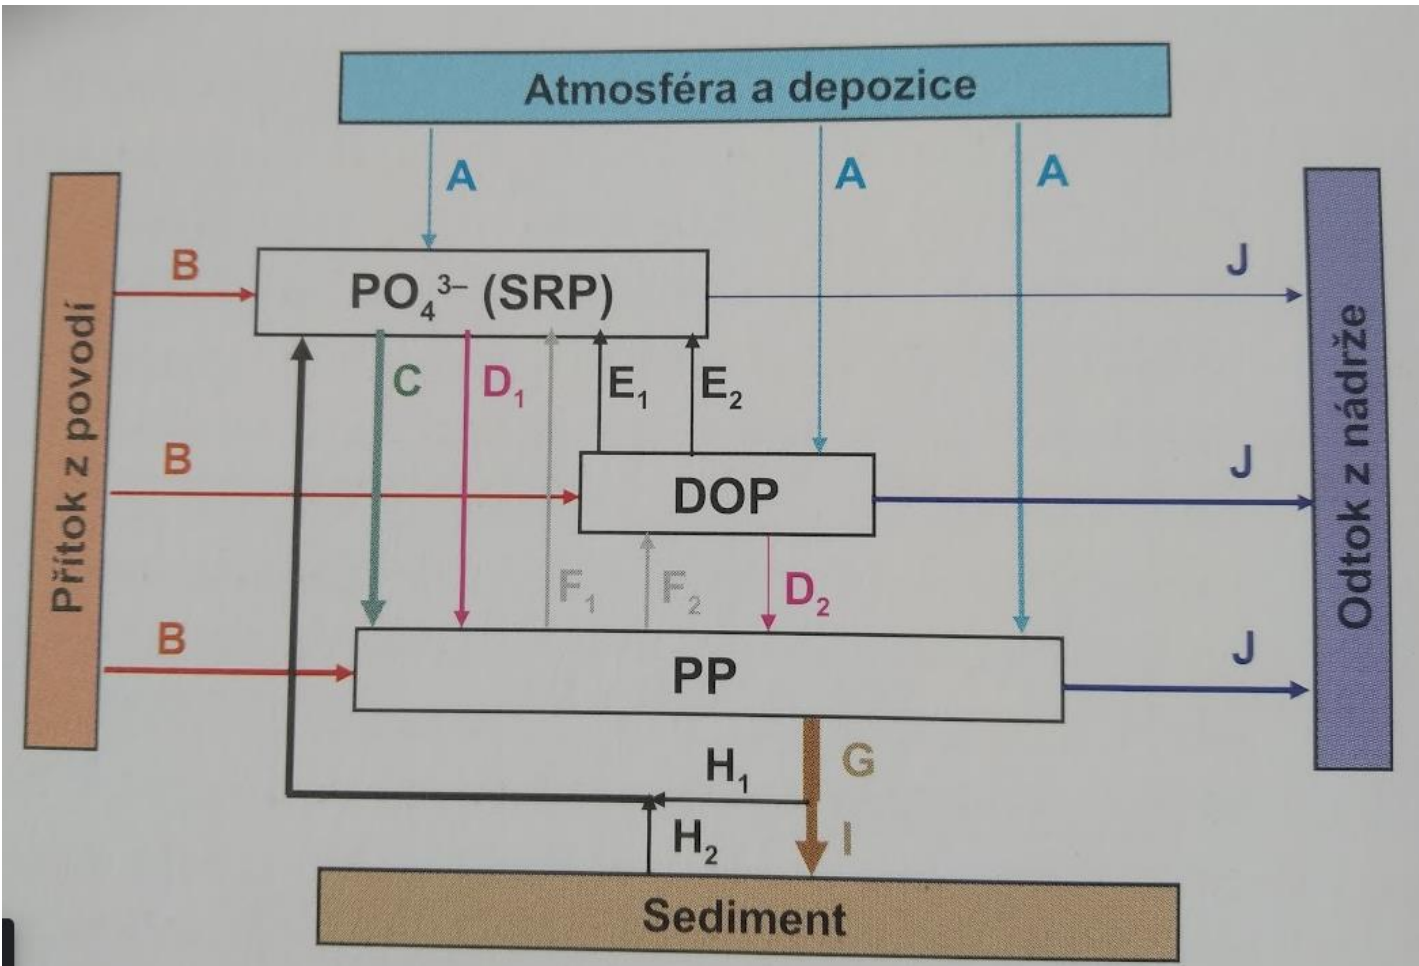 Atmosféra a depozice
A
A
A
Přítok z povodí
B
PO₄³⁻ (SRP)
J
Odtok z nádrže
C
D₁
E₁
E₂
B
DOP
J
F₁
F₂
D₂
B
PP
J
H₁
G
H₂
I
Sediment